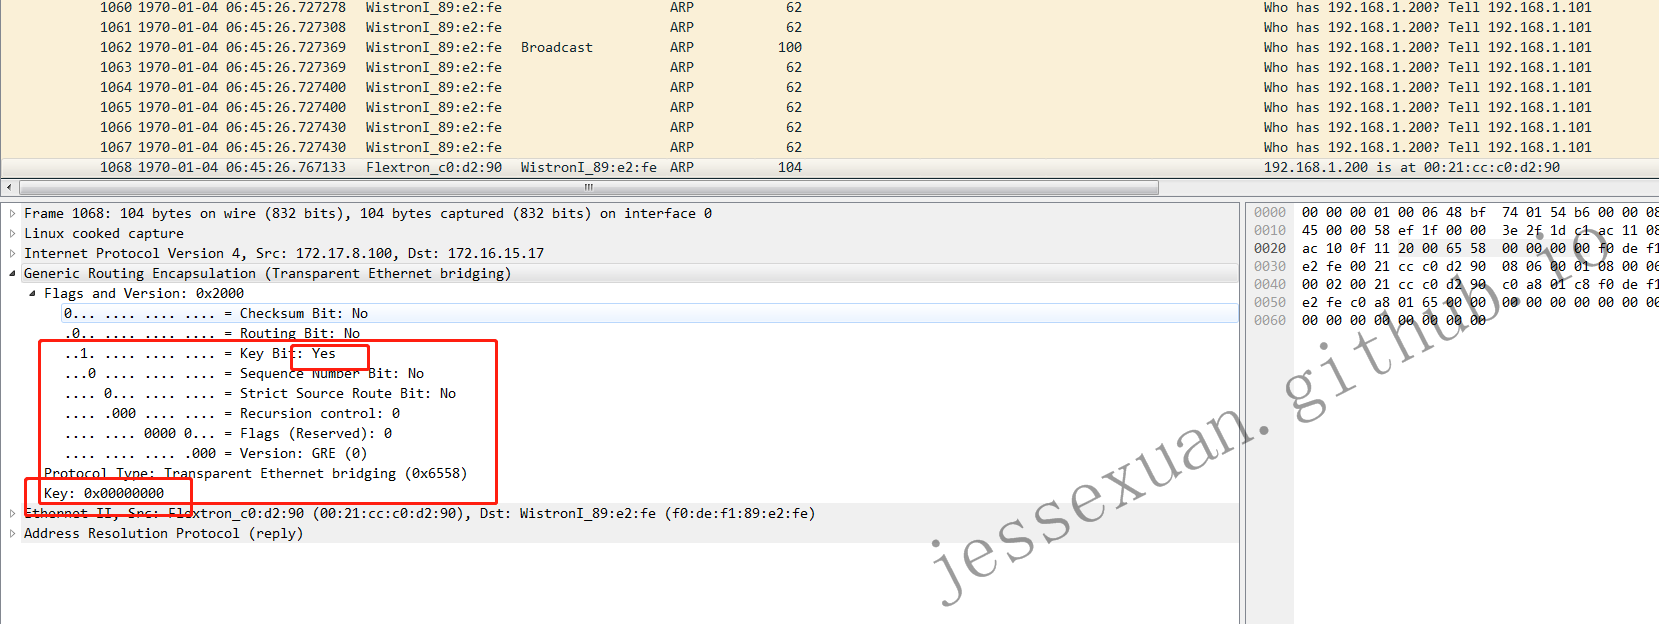 1060 1970-01-04 06:45:26.727278 WistronI_89:e2:fe ARP 62 Who has 192.168.1.200? Tell 192.168.1.101
1061 1970-01-04 06:45:26.727308 WistronI_89:e2:fe ARP 62 Who has 192.168.1.200? Tell 192.168.1.101
1062 1970-01-04 06:45:26.727369 WistronI_89:e2:fe Broadcast ARP 100 Who has 192.168.1.200? Tell 192.168.1.101
1063 1970-01-04 06:45:26.727369 WistronI_89:e2:fe ARP 62 Who has 192.168.1.200? Tell 192.168.1.101
1064 1970-01-04 06:45:26.727400 WistronI_89:e2:fe ARP 62 Who has 192.168.1.200? Tell 192.168.1.101
1065 1970-01-04 06:45:26.727400 WistronI_89:e2:fe ARP 62 Who has 192.168.1.200? Tell 192.168.1.101
1066 1970-01-04 06:45:26.727430 WistronI_89:e2:fe ARP 62 Who has 192.168.1.200? Tell 192.168.1.101
1067 1970-01-04 06:45:26.727430 WistronI_89:e2:fe ARP 62 Who has 192.168.1.200? Tell 192.168.1.101
1068 1970-01-04 06:45:26.767133 Flextron_c0:d2:90 WistronI_89:e2:fe ARP 104 192.168.1.200 is at 00:21:cc:c0:d2:90
Frame 1068: 104 bytes on wire (832 bits), 104 bytes captured (832 bits) on interface 0
Linux cooked capture
Internet Protocol Version 4, Src: 172.17.8.100, Dst: 172.16.15.17
Generic Routing Encapsulation (Transparent Ethernet bridging)
Flags and Version: 0x2000
0... .... .... .... = Checksum Bit: No
.0.. .... .... .... = Routing Bit: No
..1. .... .... .... = Key Bit: Yes
...0 .... .... .... = Sequence Number Bit: No
.... 0... .... .... = Strict Source Route Bit: No
.... .000 .... .... = Recursion control: 0
.... .... 0000 0... = Flags (Reserved): 0
.... .... .... .000 = Version: GRE (0)
Protocol Type: Transparent Ethernet bridging (0x6558)
Key: 0x00000000
Ethernet II, Src: Flextron_c0:d2:90 (00:21:cc:c0:d2:90), Dst: WistronI_89:e2:fe (f0:de:f1:89:e2:fe)
Address Resolution Protocol (reply)
0000 00 00 00 01 00 06 48 bf 74 01 54 b6 00 00 08
0010 45 00 00 58 ef 1f 00 00 3e 2f 1d c1 ac 11 08
0020 ac 10 0f 11 20 00 65 58 00 00 00 00 f0 de f1
0030 e2 fe 00 21 cc c0 d2 90 08 06 00 01 08 00 06
0040 00 02 00 21 cc c0 d2 90 c0 a8 01 c8 f0 de f1
0050 e2 fe c0 a8 01 65 00 00 00 00 00 00 00 00 00
0060 00 00 00 00 00 00 00 00
jessexuan.github.io